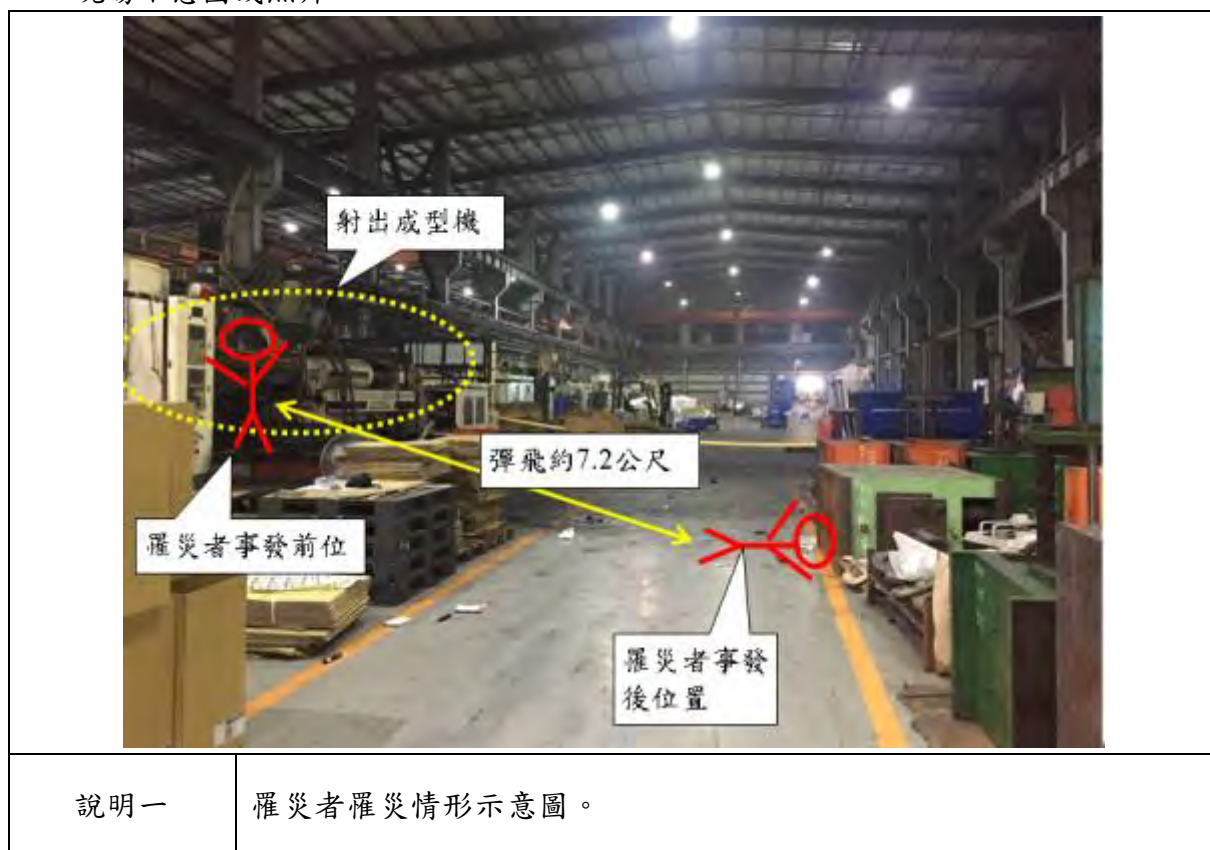 射出成型機
彈飛約7.2公尺
罹災者事發前位
罹災者事發
後位置
說明一
罹災者罹災情形示意圖。